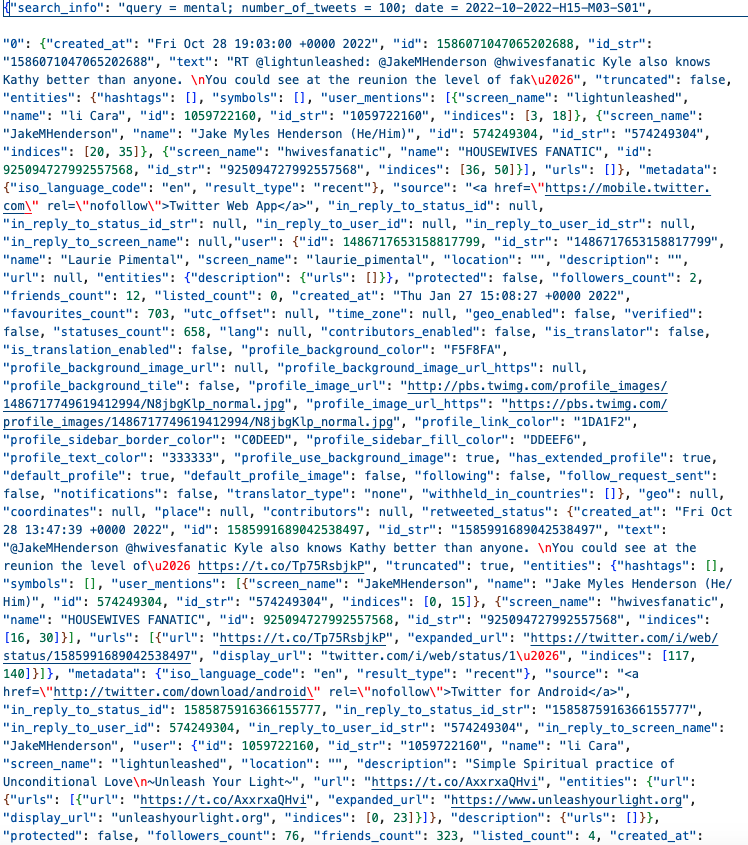 {"search_info": "query = mental; number_of_tweets = 100; date = 2022-10-2022-H15-M03-S01",
"0": {"created_at": "Fri Oct 28 19:03:00 +0000 2022", "id": 1586071047065202688, "id_str":
"1586071047065202688", "text": "RT @lightunleashed: @JakeMHenderson @hwivesfanatic Kyle also knows
Kathy better than anyone. \nYou could see at the reunion the level of fak\u2026", "truncated": false,
"entities": {"hashtags": [], "symbols": [], "user_mentions": [{"screen_name": "lightunleashed",
"name": "li Cara", "id": 1059722160, "id_str": "1059722160", "indices": [3, 18]}, {"screen_name":
"JakeMHenderson", "name": "Jake Myles Henderson (He/Him)", "id": 574249304, "id_str": "574249304",
"indices": [20, 35]}, {"screen_name": "hwivesfanatic", "name": "HOUSEWIVES FANATIC", "id":
925094727992557568, "id_str": "925094727992557568", "indices": [36, 50]}], "urls": []}, "metadata":
{"iso_language_code": "en", "result_type": "recent"}, "source": "<a href=\"https://mobile.twitter.
com\" rel=\"nofollow\">Twitter Web App</a>", "in_reply_to_status_id": null,
"in_reply_to_status_id_str": null, "in_reply_to_user_id": null, "in_reply_to_user_id_str": null,
"in_reply_to_screen_name": null,"user": {"id": 1486717653158817799, "id_str": "1486717653158817799",
"name": "Laurie Pimental", "screen_name": "laurie_pimental", "location": "", "description": "",
"url": null, "entities": {"description": {"urls": []}}, "protected": false, "followers_count": 2,
"friends_count": 12, "listed_count": 0, "created_at": "Thu Jan 27 15:08:27 +0000 2022",
"favourites_count": 703, "utc_offset": null, "time_zone": null, "geo_enabled": false, "verified":
false, "statuses_count": 658, "lang": null, "contributors_enabled": false, "is_translator": false,
"is_translation_enabled": false, "profile_background_color": "F5F8FA",
"profile_background_image_url": null, "profile_background_image_url_https": null,
"profile_background_tile": false, "profile_image_url": "http://pbs.twimg.com/profile_images/
1486717749619412994/N8jbgKlp_normal.jpg", "profile_image_url_https": "https://pbs.twimg.com/
profile_images/1486717749619412994/N8jbgKlp_normal.jpg", "profile_link_color": "1DA1F2",
"profile_sidebar_border_color": "C0DEED", "profile_sidebar_fill_color": "DDEEF6",
"profile_text_color": "333333", "profile_use_background_image": true, "has_extended_profile": true,
"default_profile": true, "default_profile_image": false, "following": false, "follow_request_sent":
false, "notifications": false, "translator_type": "none", "withheld_in_countries": []}, "geo": null,
"coordinates": null, "place": null, "contributors": null, "retweeted_status": {"created_at": "Fri Oct
28 13:47:39 +0000 2022", "id": 1585991689042538497, "id_str": "1585991689042538497", "text":
"@JakeMHenderson @hwivesfanatic Kyle also knows Kathy better than anyone. \nYou could see at the
reunion the level of\u2026 https://t.co/Tp75RsbjkP", "truncated": true, "entities": {"hashtags": [],
"symbols": [], "user_mentions": [{"screen_name": "JakeMHenderson", "name": "Jake Myles Henderson (He/
Him)", "id": 574249304, "id_str": "574249304", "indices": [0, 15]}, {"screen_name": "hwivesfanatic",
"name": "HOUSEWIVES FANATIC", "id": 925094727992557568, "id_str": "925094727992557568", "indices":
[16, 30]}], "urls": [{"url": "https://t.co/Tp75RsbjkP", "expanded_url": "https://twitter.com/i/web/
status/1585991689042538497", "display_url": "twitter.com/i/web/status/1\u2026", "indices": [117,
140]}]}, "metadata": {"iso_language_code": "en", "result_type": "recent"}, "source": "<a
href=\"http://twitter.com/download/android\" rel=\"nofollow\">Twitter for Android</a>",
"in_reply_to_status_id": 1585875916366155777, "in_reply_to_status_id_str": "1585875916366155777",
"in_reply_to_user_id": 574249304, "in_reply_to_user_id_str": "574249304", "in_reply_to_screen_name":
"JakeMHenderson", "user": {"id": 1059722160, "id_str": "1059722160", "name": "li Cara",
"screen_name": "lightunleashed", "location": "", "description": "Simple Spiritual practice of
Unconditional Love\n~Unleash Your Light~", "url": "https://t.co/AxxrxaQHvi", "entities": {"url":
{"urls": [{"url": "https://t.co/AxxrxaQHvi", "expanded_url": "https://www.unleashyourlight.org",
"display_url": "unleashyourlight.org", "indices": [0, 23]}]}, "description": {"urls": []}},
"protected": false, "followers_count": 76, "friends_count": 323, "listed_count": 4, "created_at":